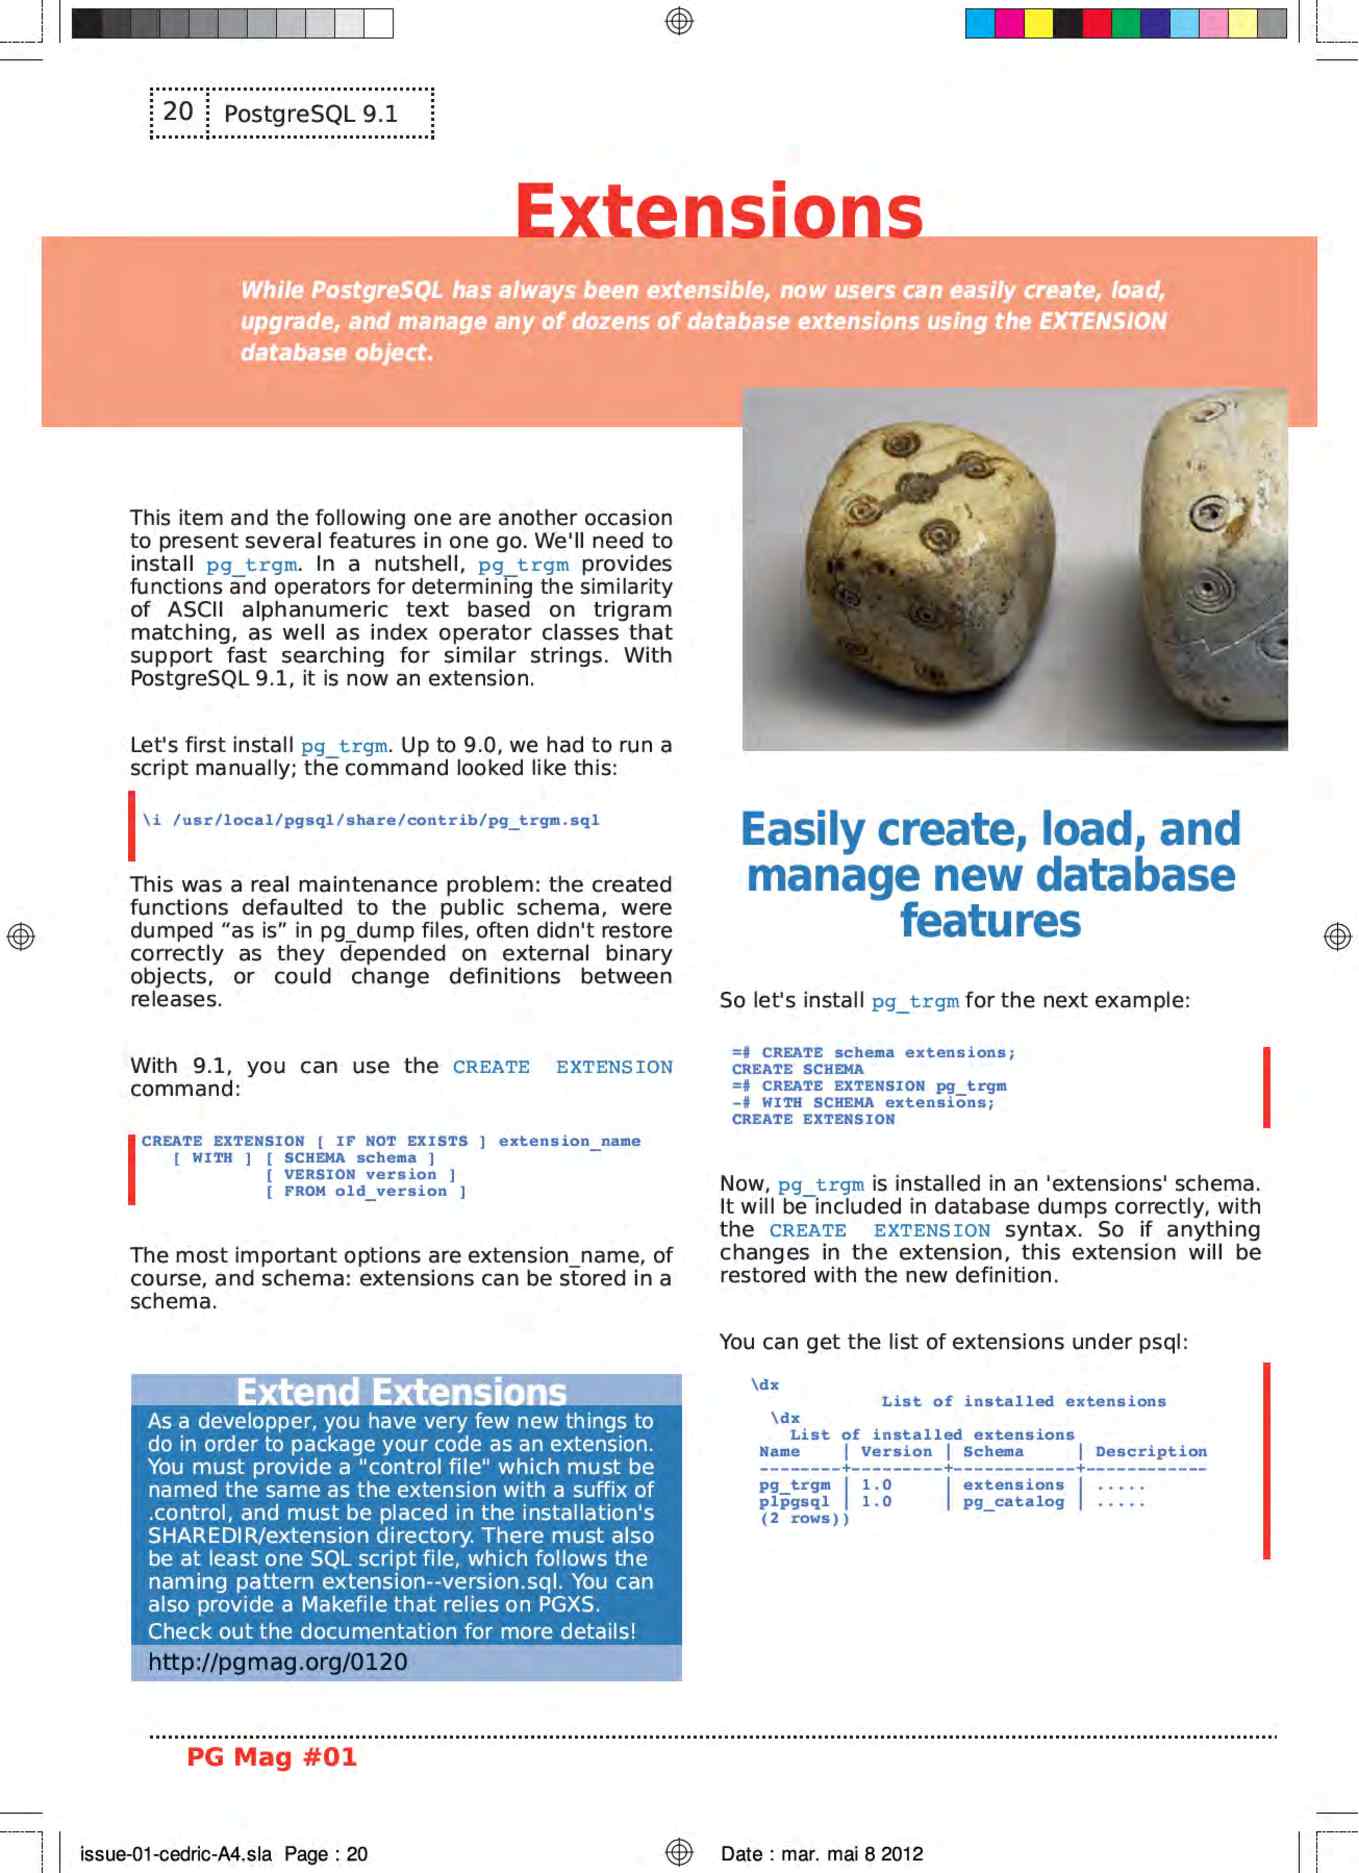 20
PostgreSQL 9.1
Extensions
While PostgreSQL has always been extensible, now users can easily create, load,
upgrade, and manage any of dozens of database extensions using the EXTENSION
database object.
This item and the following one are another occasion
to present several features in one go. We'll need to
install pg_trgm. In a nutshell, pg_trgm provides
functions and operators for determining the similarity
of ASCII alphanumeric text based on trigram
matching, as well as index operator classes that
support fast searching for similar strings. With
PostgreSQL 9.1, it is now an extension.
Let's first install pg_trgm. Up to 9.0, we had to run a
script manually; the command looked like this:
\i /usr/local/pgsql/share/contrib/pg_trgm.sql
This was a real maintenance problem: the created
functions defaulted to the public schema, were
dumped “as is” in pg_dump files, often didn't restore
correctly as they depended on external binary
objects, or could change definitions between
releases.
With 9.1, you can use the CREATE EXTENSION
command:
CREATE EXTENSION [ IF NOT EXISTS ] extension_name
[ WITH ] [ SCHEMA schema ]
[ VERSION version ]
[ FROM old_version ]
The most important options are extension_name, of
course, and schema: extensions can be stored in a
schema.
Extend Extensions
As a developper, you have very few new things to
do in order to package your code as an extension.
You must provide a "control file" which must be
named the same as the extension with a suffix of
.control, and must be placed in the installation's
SHAREDIR/extension directory. There must also
be at least one SQL script file, which follows the
naming pattern extension--version.sql. You can
also provide a Makefile that relies on PGXS.
Check out the documentation for more details!
http://pgmag.org/0120
Easily create, load, and
manage new database
features
So let's install pg_trgm for the next example:
=# CREATE schema extensions;
CREATE SCHEMA
=# CREATE EXTENSION pg_trgm
-# WITH SCHEMA extensions;
CREATE EXTENSION
Now, pg_trgm is installed in an 'extensions' schema.
It will be included in database dumps correctly, with
the CREATE EXTENSION syntax. So if anything
changes in the extension, this extension will be
restored with the new definition.
You can get the list of extensions under psql:
\dx
List of installed extensions
\dx
List of installed extensions
Name | Version | Schema | Description
--------+---------+------------+------------
pg_trgm | 1.0 | extensions | .....
plpgsql | 1.0 | pg_catalog | .....
(2 rows))
PG Mag #01
issue-01-cedric-A4.sla Page : 20
Date : mar. mai 8 2012